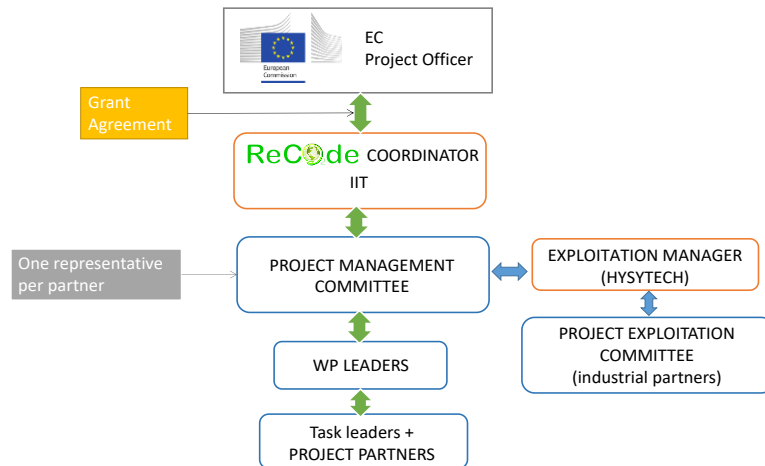 EC
Project Officer
European
Commission
Grant
Agreement
ReCode COORDINATOR
IIT
One representative
per partner
PROJECT MANAGEMENT
COMMITTEE
EXPLOITATION MANAGER
(HYSYTECH)
PROJECT EXPLOITATION
COMMITTEE
(industrial partners)
WP LEADERS
Task leaders +
PROJECT PARTNERS